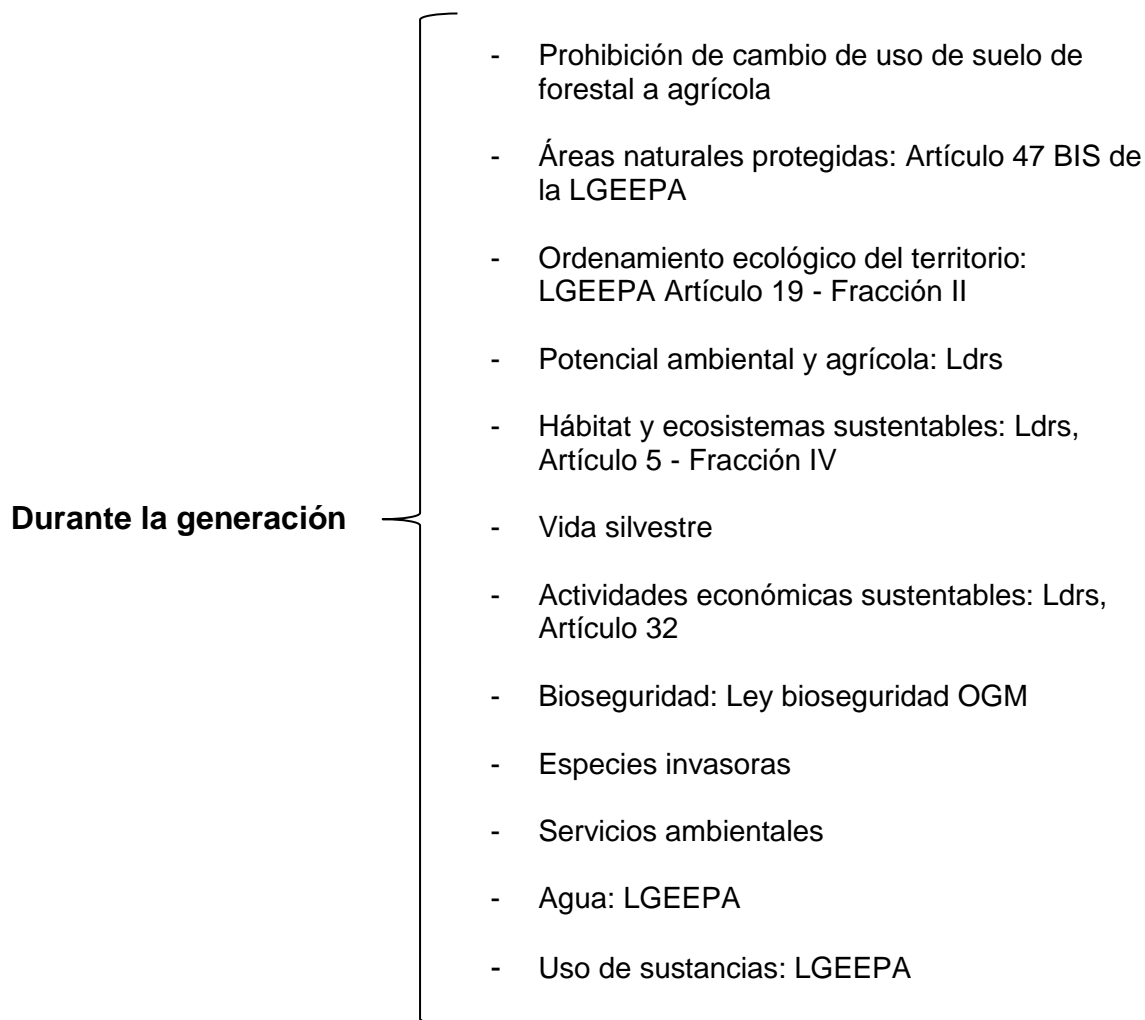 - Prohibición de cambio de uso de suelo de
forestal a agrícola
- Áreas naturales protegidas: Artículo 47 BIS de
la LGEEPA
- Ordenamiento ecológico del territorio:
LGEEPA Artículo 19 - Fracción II
- Potencial ambiental y agrícola: Ldrs
- Hábitat y ecosistemas sustentables: Ldrs,
Artículo 5 - Fracción IV
Durante la generación
- Vida silvestre
- Actividades económicas sustentables: Ldrs,
Artículo 32
- Bioseguridad: Ley bioseguridad OGM
- Especies invasoras
- Servicios ambientales
- Agua: LGEEPA
- Uso de sustancias: LGEEPA